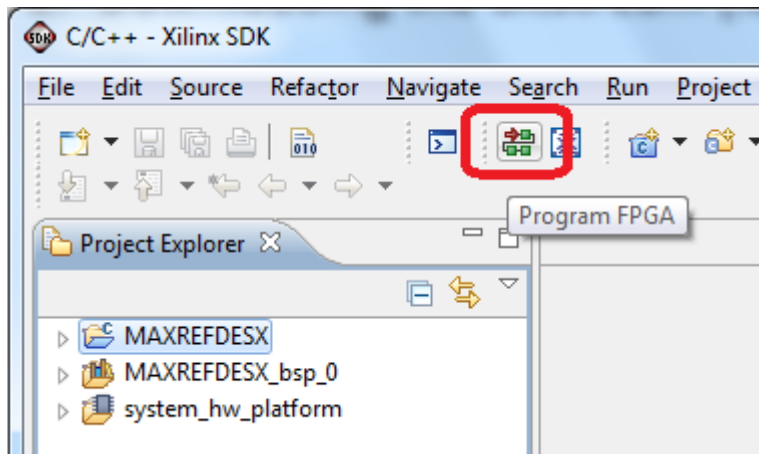 C/C++ - Xilinx SDK
File Edit Source Refactor Navigate Search Run Project
Program FPGA
Project Explorer
MAXREFDESX
MAXREFDESX_bsp_0
system_hw_platform